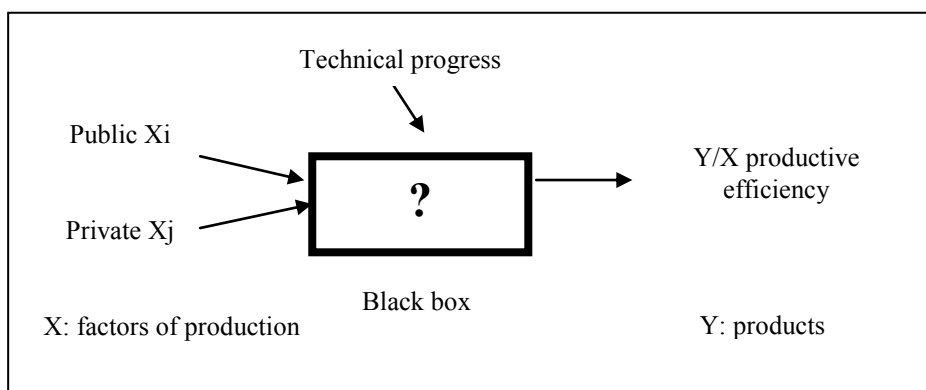 Technical progress
Public Xi
Y/X productive
efficiency
?
Private Xj
Black box
X: factors of production
Y: products